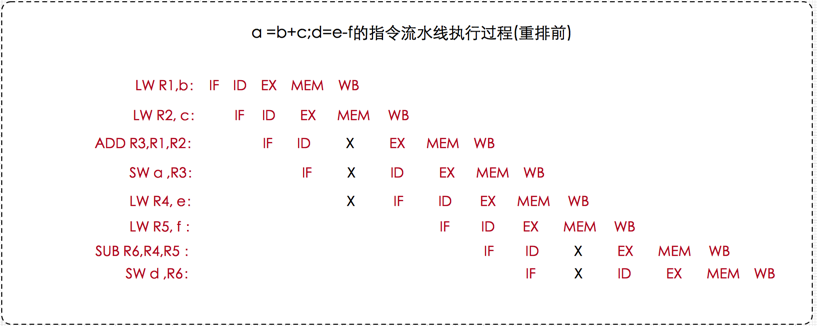 a =b+c;d=e-f的指令流水线执行过程(重排前)
LW R1,b: IF ID EX MEM WB
LW R2, c: IF ID EX MEM WB
ADD R3,R1,R2: IF ID X EX MEM WB
SW a ,R3: IF X ID EX MEM WB
LW R4, e: X IF ID EX MEM WB
LW R5, f : IF ID EX MEM WB
SUB R6,R4,R5 : IF ID X EX MEM WB
SW d ,R6: IF X ID EX MEM WB